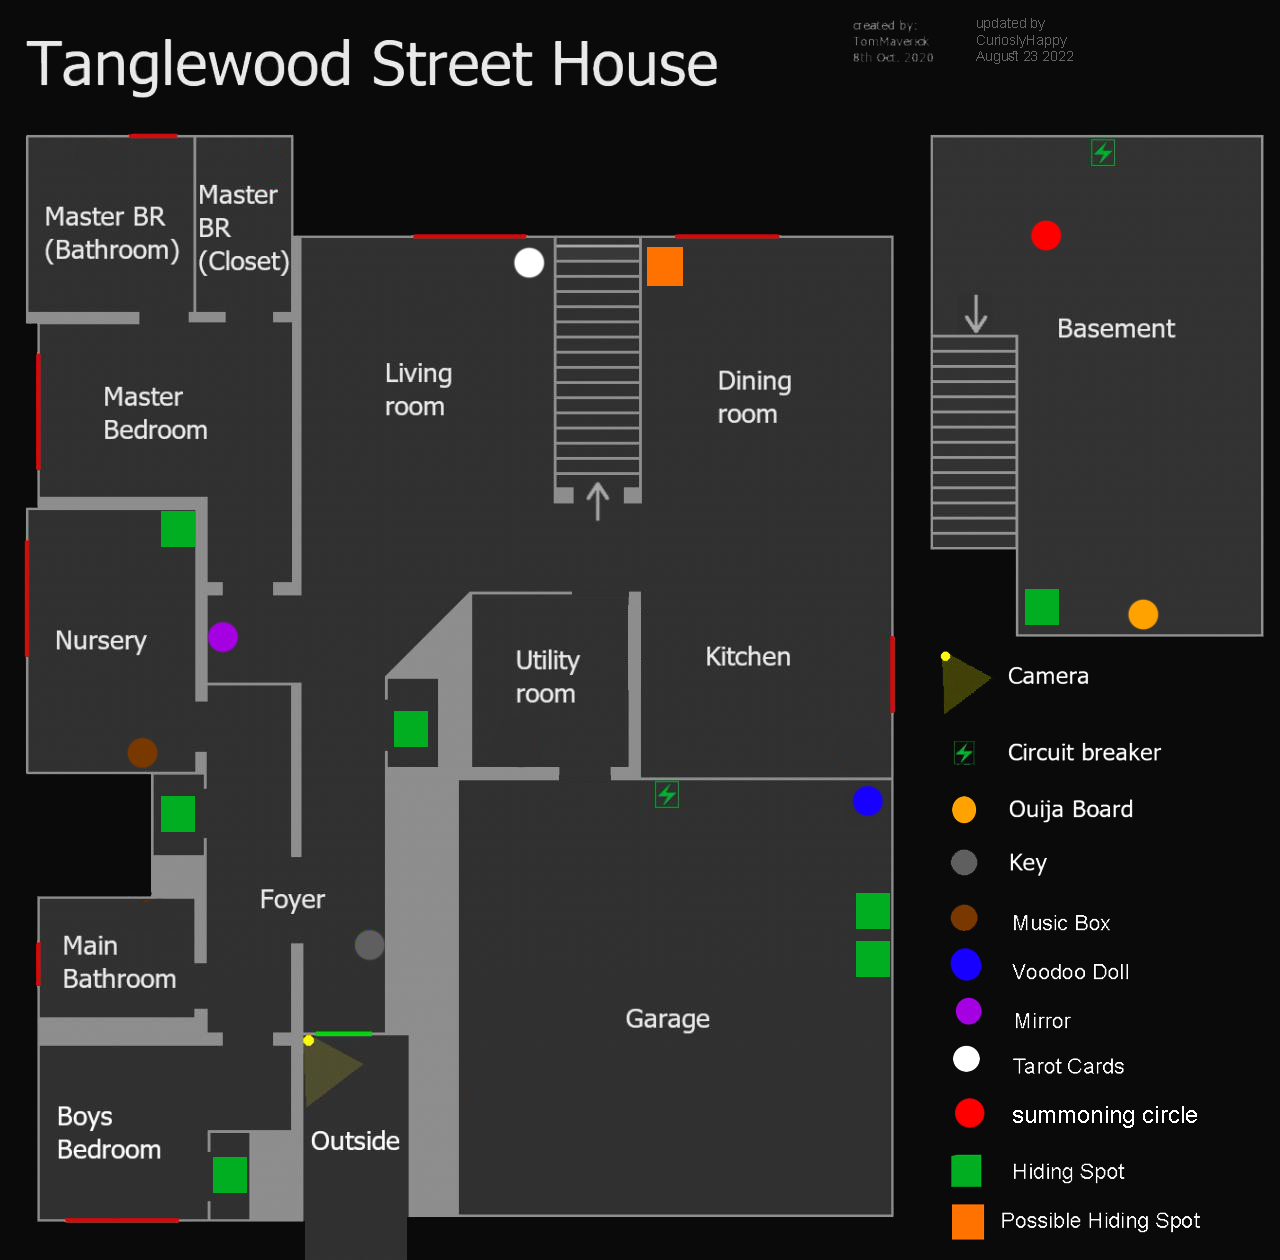 Tanglewood Street House
created by:
TomMaverick
8th Oct. 2020
updated by
CurioslyHappy
August 23 2022
Master BR
(Bathroom)
Master
BR
(Closet)
Master
Bedroom
Living
room
Dining
room
Basement
Nursery
Utility
room
Kitchen
Foyer
Main
Bathroom
Garage
Boys
Bedroom
Outside
Camera
Circuit breaker
Ouija Board
Key
Music Box
Voodoo Doll
Mirror
Tarot Cards
summoning circle
Hiding Spot
Possible Hiding Spot